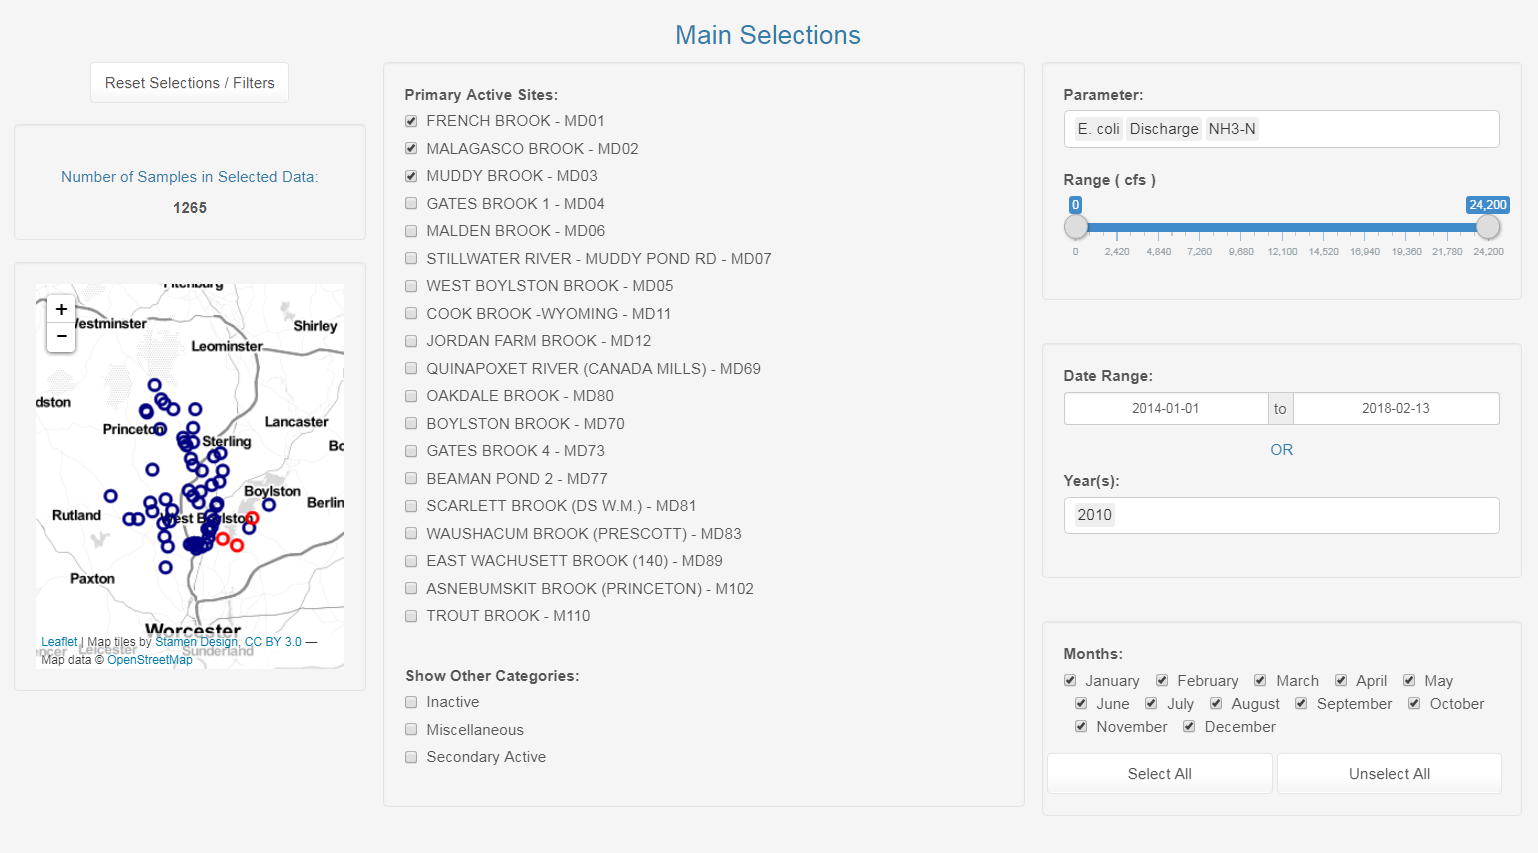 Main Selections
Reset Selections / Filters
Number of Samples in Selected Data:
1265
+
−
Westminster
Shirley
Leominster
Lancaster
Princeton
Sterling
Boylston
Berlin
Rutland
West Boylston
Paxton
Worcester
Leaflet | Map tiles by Stamen Design, CC BY 3.0 —
Leicester
Sunderland
Map data © OpenStreetMap
Primary Active Sites:
FRENCH BROOK - MD01
MALAGASCO BROOK - MD02
MUDDY BROOK - MD03
GATES BROOK 1 - MD04
MALDEN BROOK - MD06
STILLWATER RIVER - MUDDY POND RD - MD07
WEST BOYLSTON BROOK - MD05
COOK BROOK -WYOMING - MD11
JORDAN FARM BROOK - MD12
QUINAPOXET RIVER (CANADA MILLS) - MD69
OAKDALE BROOK - MD80
BOYLSTON BROOK - MD70
GATES BROOK 4 - MD73
BEAMAN POND 2 - MD77
SCARLETT BROOK (DS W.M.) - MD81
WAUSHACUM BROOK (PRESCOTT) - MD83
EAST WACHUSETT BROOK (140) - MD89
ASNEBUMSKIT BROOK (PRINCETON) - M102
TROUT BROOK - M110
Show Other Categories:
Inactive
Miscellaneous
Secondary Active
Parameter:
E. coli Discharge NH3-N
Range ( cfs )
0 24,200
0 2,420 4,840 7,260 9,680 12,100 14,520 16,940 19,360 21,780 24,200
Date Range:
2014-01-01 to 2018-02-13
OR
Year(s):
2010
Months:
January February March April May
June July August September October
November December
Select All Unselect All